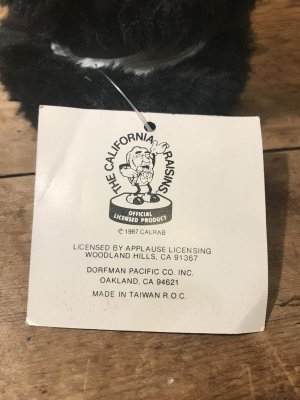 THE CALIFORNIA RAISINS
OFFICIAL
LICENSED PRODUCT
© 1987 CALRAB
LICENSED BY APPLAUSE LICENSING
WOODLAND HILLS, CA 91367
DORFMAN PACIFIC CO. INC.
OAKLAND, CA 94621
MADE IN TAIWAN R.O.C.